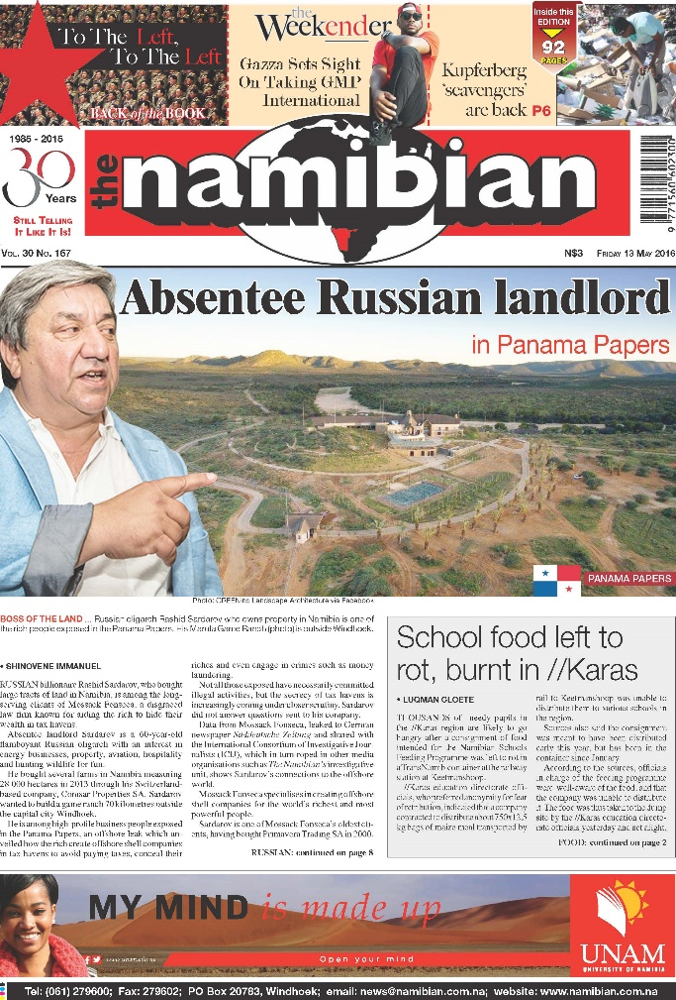 To The Left,
To The Left
BACK of the BOOK
the
Weekender
Gazza Sets Sight
On Taking GMP
International
Kupferberg
'scavengers'
are back P6
Inside this
EDITION
92
PAGES
1985 - 2015
30
Years
STILL TELLING
IT LIKE IT IS!
the namibian
9 771560 602300
VOL. 30 NO. 167
N$3 FRIDAY 13 MAY 2016
Absentee Russian landlord
in Panama Papers
PANAMA PAPERS
Photo: GREENinc Landscape Architecture via Facebook
BOSS OF THE LAND ... Russian oligarch Rashid Sardarov who owns property in Namibia is one of
the rich people exposed in the Panama Papers. His Marula Game Ranch (photo) is outside Windhoek.
• SHINOVENE IMMANUEL
RUSSIAN billionaire Rashid Sardarov, who bought
large tracts of land in Namibia, is among the long-
serving clients of Mossack Fonseca, a disgraced
law firm known for aiding the rich to hide their
wealth in tax havens.
Absentee landlord Sardarov is a 60-year-old
flamboyant Russian oligarch with an interest in
energy businesses, property, aviation, hospitality
and hunting wildlife for fun.
He bought several farms in Namibia measuring
28 000 hectares in 2013 through his Switzerland-
based company, Comsar Properties SA. Sardarov
wanted to build a game ranch 70 kilometres outside
the capital city Windhoek.
He is among high-profile business people exposed
in the Panama Papers, an offshore leak which un-
veiled how the rich create offshore shell companies
in tax havens to avoid paying taxes, conceal their
riches and even engage in crimes such as money
laundering.
Not all those exposed have necessarily committed
illegal activities, but the secrecy of tax havens is
increasingly coming under closer scrutiny. Sardarov
did not answer questions sent to his company.
Data from Mossack Fonseca, leaked to German
newspaper Süddeutsche Zeitung and shared with
the International Consortium of Investigative Jour-
nalists (ICIJ), which in turn roped in other media
organisations such as The Namibian's investigative
unit, shows Sardarov's connections to the offshore
world.
Mossack Fonseca specialises in creating offshore
shell companies for the world's richest and most
powerful people.
Sardarov is one of Mossack Fonseca's oldest cli-
ents, having bought Primavera Trading SA in 2000.
RUSSIAN: continued on page 8
School food left to
rot, burnt in //Karas
• LUQMAN CLOETE
THOUSANDS of needy pupils in
the //Karas region are likely to go
hungry after a consignment of food
intended for the Namibian Schools
Feeding Programme was left to rot in
a TransNamib container at the railway
station at Keetmanshoop.
//Karas education directorate offi-
cials, who preferred anonymity for fear
of retribution, indicated that a company
contracted to distribute about 750x12,5
kg bags of maize meal transported by
rail to Keetmanshoop was unable to
distribute them to various schools in
the region.
Sources also said the consignment
was meant to have been distributed
early this year, but has been in the
container since January.
According to the sources, officials
in charge of the feeding programme
were well-aware of the food, and that
the company was unable to distribute
it. The food was thus taken to the dump
site by the //Karas education directo-
rate officials yesterday and set alight.
FOOD: continued on page 2
MY MIND is made up
Open your mind
UNAM
UNIVERSITY OF NAMIBIA
Tel: (061) 279600; Fax: 279602; PO Box 20783, Windhoek; email: news@namibian.com.na; website: www.namibian.com.na